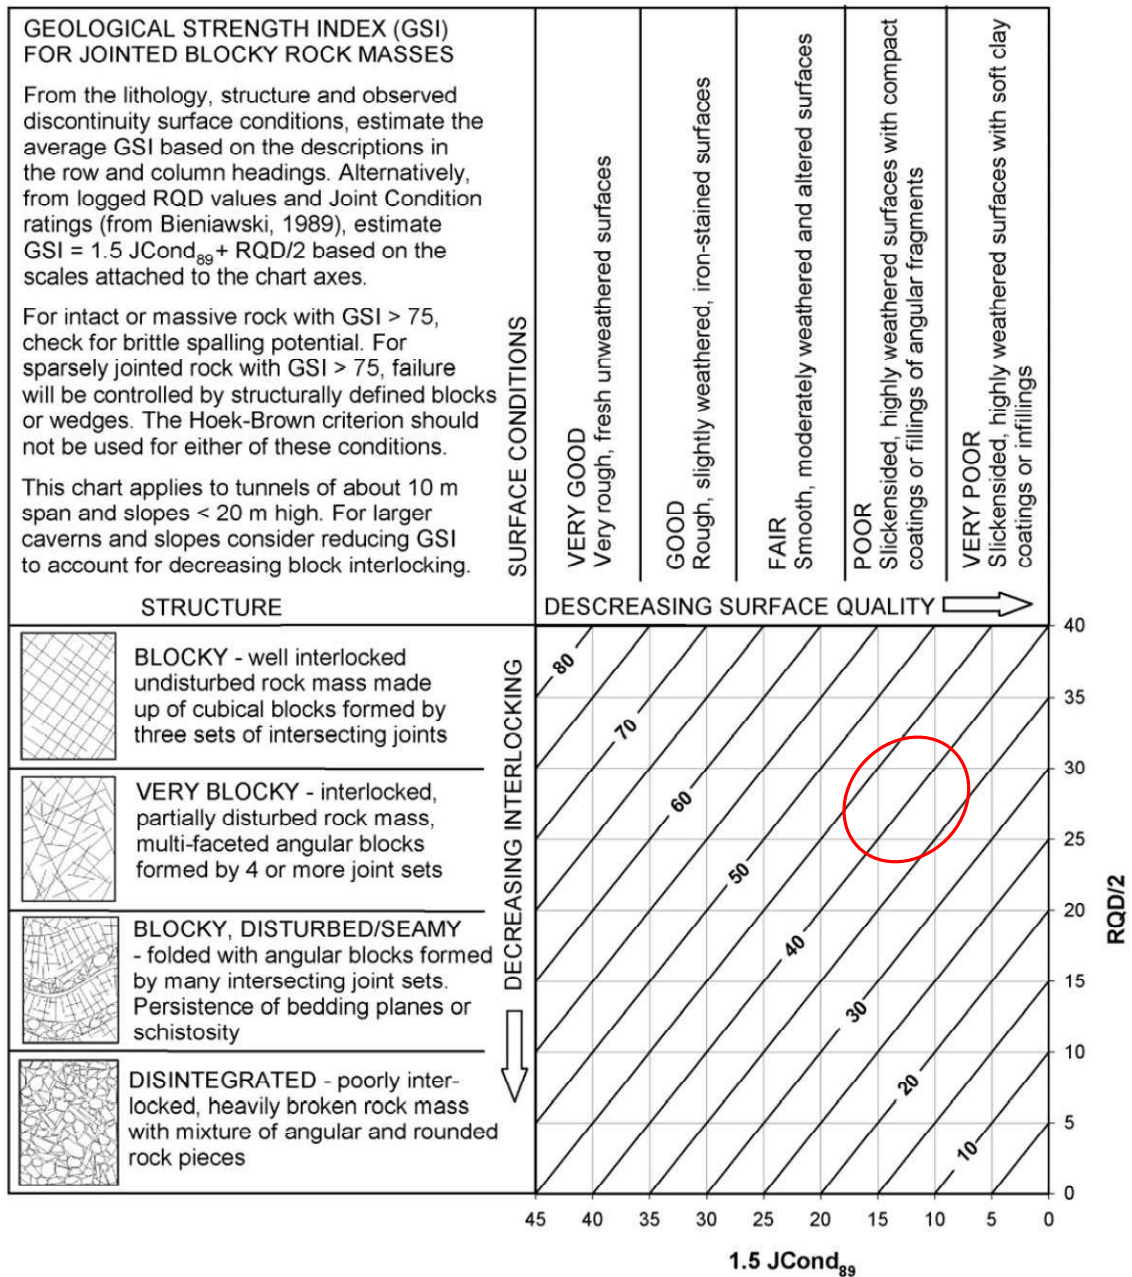 GEOLOGICAL STRENGTH INDEX (GSI)
FOR JOINTED BLOCKY ROCK MASSES
From the lithology, structure and observed
discontinuity surface conditions, estimate the
average GSI based on the descriptions in
the row and column headings. Alternatively,
from logged RQD values and Joint Condition
ratings (from Bieniawski, 1989), estimate
GSI = 1.5 JCond89 + RQD/2 based on the
scales attached to the chart axes.
For intact or massive rock with GSI > 75,
check for brittle spalling potential. For
sparsely jointed rock with GSI > 75, failure
will be controlled by structurally defined blocks
or wedges. The Hoek-Brown criterion should
not be used for either of these conditions.
This chart applies to tunnels of about 10 m
span and slopes < 20 m high. For larger
caverns and slopes consider reducing GSI
to account for decreasing block interlocking.
SURFACE CONDITIONS
VERY GOOD
Very rough, fresh unweathered surfaces
GOOD
Rough, slightly weathered, iron-stained surfaces
FAIR
Smooth, moderately weathered and altered surfaces
POOR
Slickensided, highly weathered surfaces with compact
coatings or fillings of angular fragments
VERY POOR
Slickensided, highly weathered surfaces with soft clay
coatings or infillings
STRUCTURE
DESCREASING SURFACE QUALITY
BLOCKY - well interlocked
undisturbed rock mass made
up of cubical blocks formed by
three sets of intersecting joints
VERY BLOCKY - interlocked,
partially disturbed rock mass,
multi-faceted angular blocks
formed by 4 or more joint sets
BLOCKY, DISTURBED/SEAMY
- folded with angular blocks formed
by many intersecting joint sets.
Persistence of bedding planes or
schistosity
DISINTEGRATED - poorly inter-
locked, heavily broken rock mass
with mixture of angular and rounded
rock pieces
DECREASING INTERLOCKING
80
70
60
50
40
30
20
10
40
35
30
25
20
15
10
5
0
RQD/2
45 40 35 30 25 20 15 10 5 0
1.5 JCond89